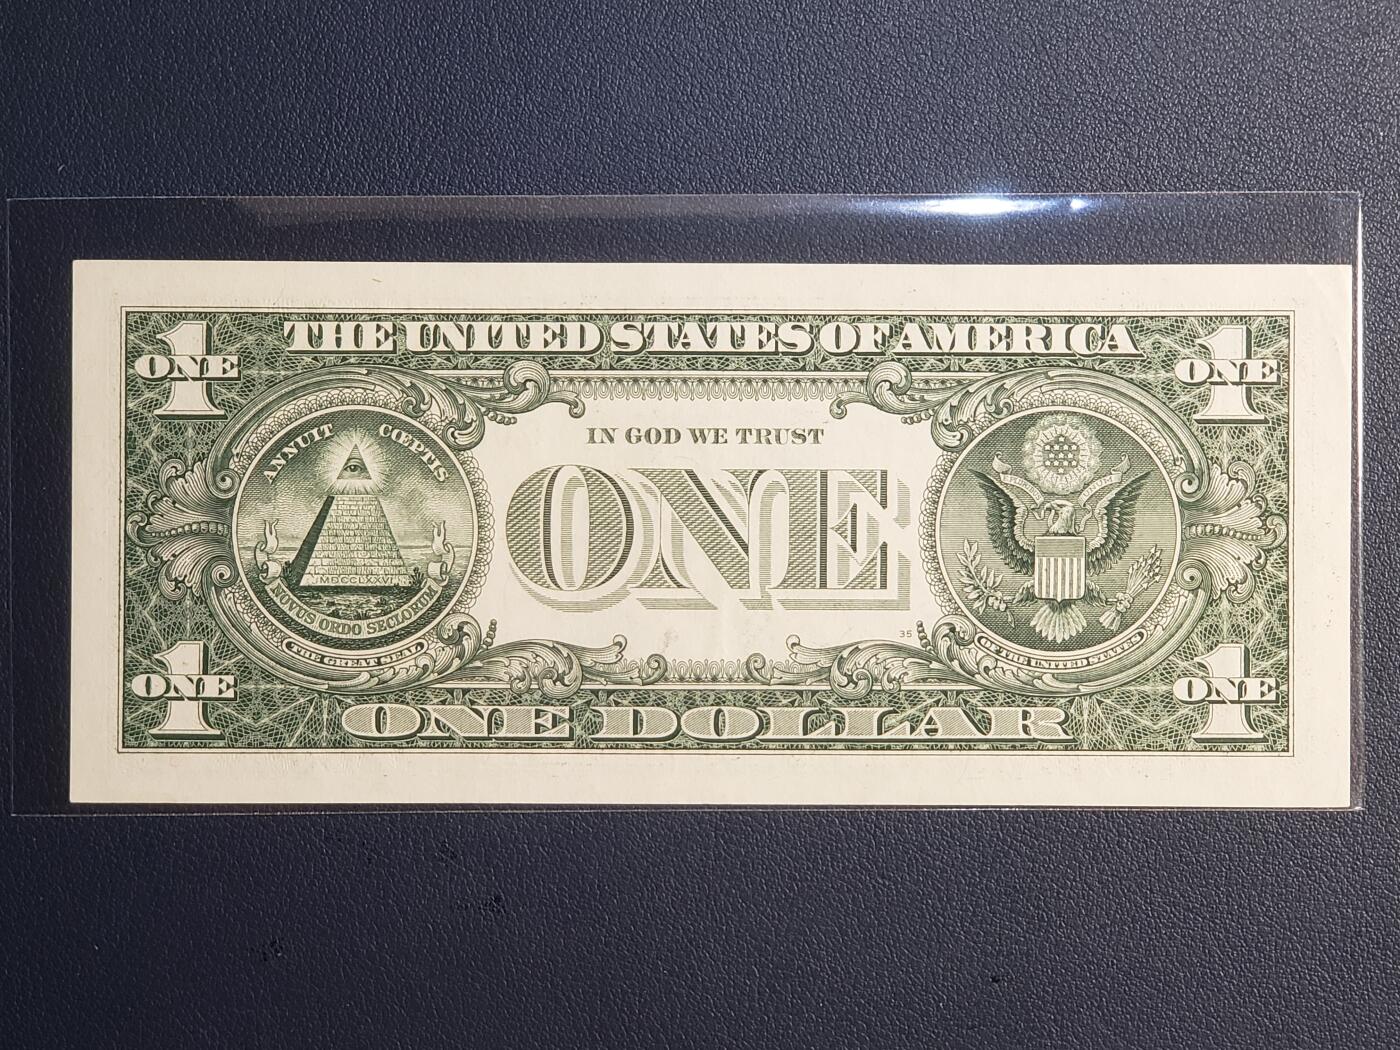 THE UNITED STATES OF AMERICA
1
ONE
1
ONE
IN GOD WE TRUST
ANNUIT CŒPTIS
ONE
MDCCLXXVI
NOVUS ORDO SECLORUM
THE GREAT SEAL
35
OF THE UNITED STATES
1
ONE
1
ONE
ONE DOLLAR